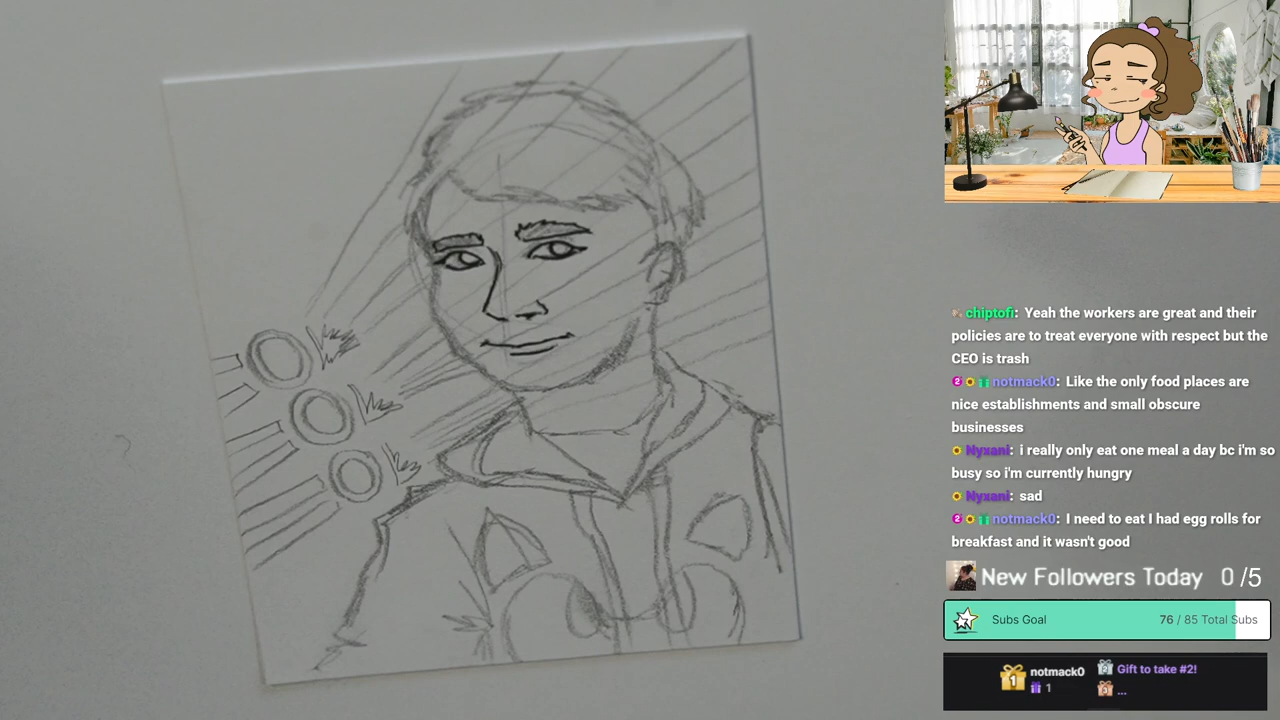 chiptofi: Yeah the workers are great and their
policies are to treat everyone with respect but the
CEO is trash
notmack0: Like the only food places are
nice establishments and small obscure
businesses
Nyxani: i really only eat one meal a day bc i'm so
busy so i'm currently hungry
Nyxani: sad
notmack0: I need to eat I had egg rolls for
breakfast and it wasn't good
New Followers Today 0 /5
Subs Goal 76 / 85 Total Subs
1 notmack0 Gift to take #2!
1 ...